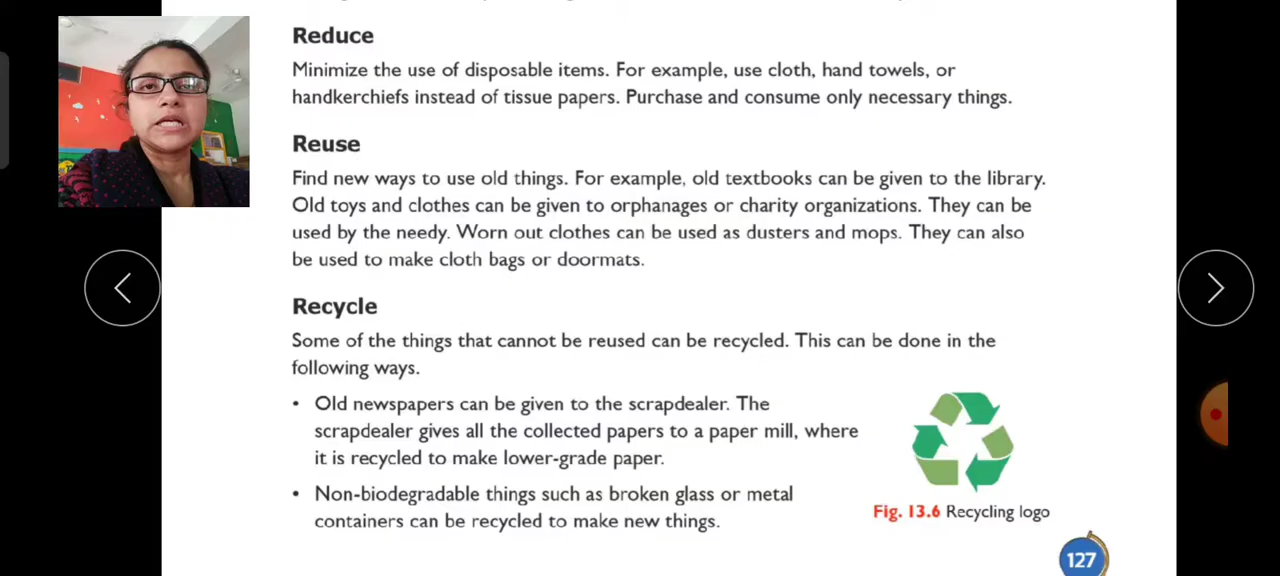 Reduce
Minimize the use of disposable items. For example, use cloth, hand towels, or
handkerchiefs instead of tissue papers. Purchase and consume only necessary things.
Reuse
Find new ways to use old things. For example, old textbooks can be given to the library.
Old toys and clothes can be given to orphanages or charity organizations. They can be
used by the needy. Worn out clothes can be used as dusters and mops. They can also
be used to make cloth bags or doormats.
Recycle
Some of the things that cannot be reused can be recycled. This can be done in the
following ways.
• Old newspapers can be given to the scrapdealer. The
scrapdealer gives all the collected papers to a paper mill, where
it is recycled to make lower-grade paper.
• Non-biodegradable things such as broken glass or metal
containers can be recycled to make new things.
Fig. 13.6 Recycling logo
127